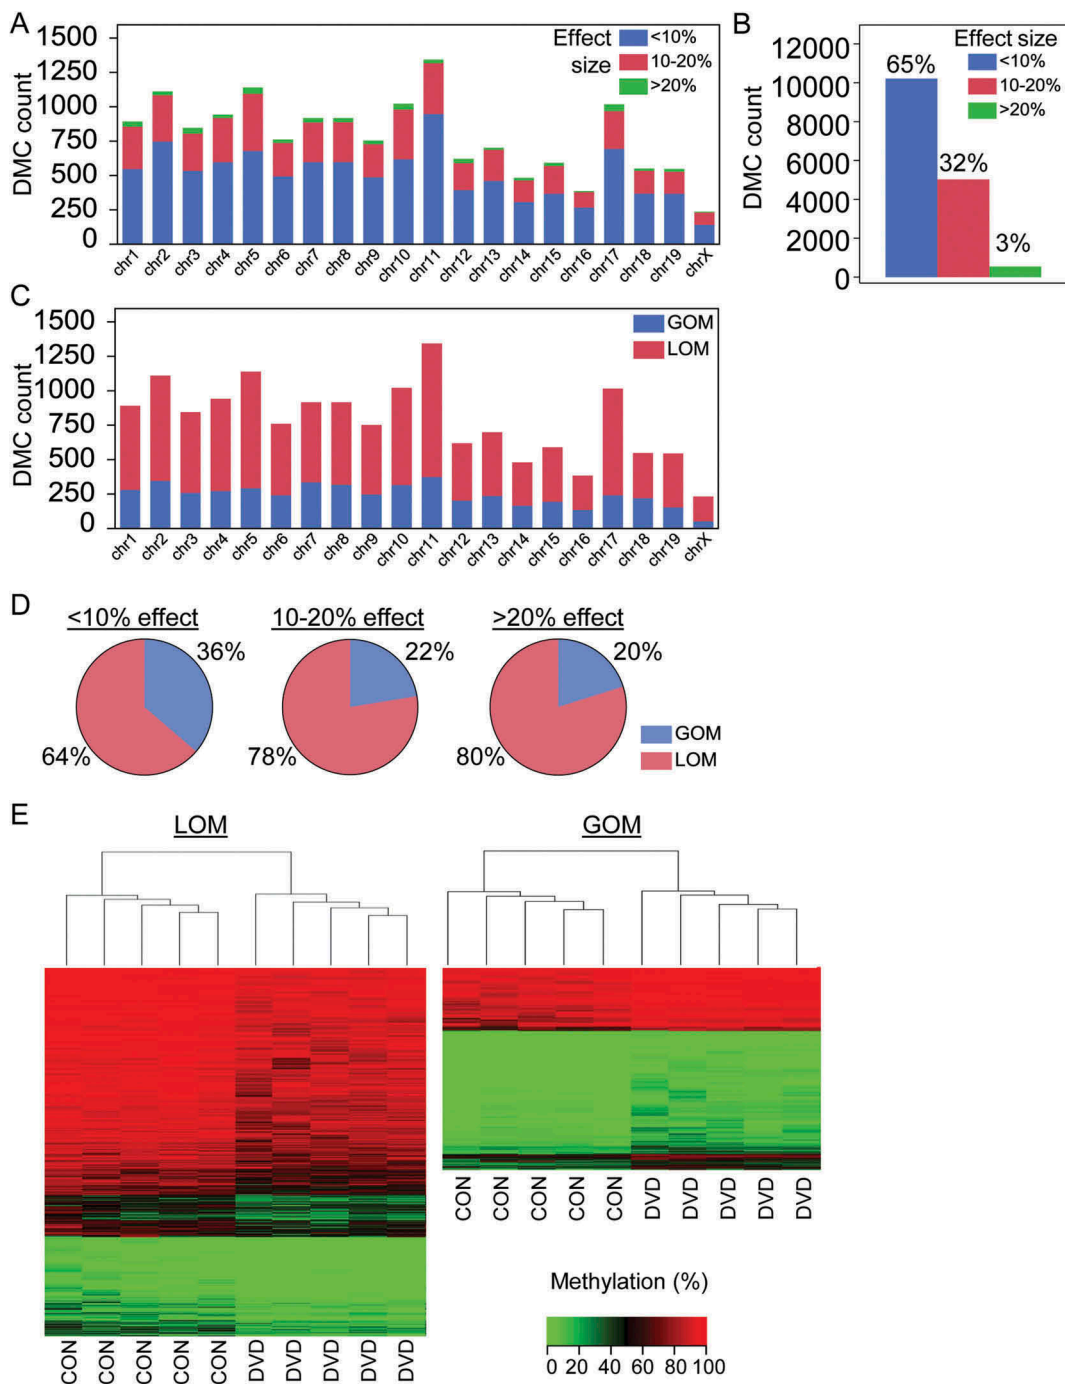 A
Effect size
<10%
10-20%
>20%
DMC count
1500
1250
1000
750
500
250
0
chr1 chr2 chr3 chr4 chr5 chr6 chr7 chr8 chr9 chr10 chr11 chr12 chr13 chr14 chr15 chr16 chr17 chr18 chr19 chrX
B
Effect size
<10%
10-20%
>20%
DMC count
12000
10000
8000
6000
4000
2000
0
65%
32%
3%
C
GOM
LOM
DMC count
1500
1250
1000
750
500
250
0
chr1 chr2 chr3 chr4 chr5 chr6 chr7 chr8 chr9 chr10 chr11 chr12 chr13 chr14 chr15 chr16 chr17 chr18 chr19 chrX
D
<10% effect
36%
64%
10-20% effect
22%
78%
>20% effect
20%
80%
GOM
LOM
E
LOM
CON CON CON CON CON DVD DVD DVD DVD DVD
GOM
CON CON CON CON CON DVD DVD DVD DVD DVD
Methylation (%)
0 20 40 60 80 100